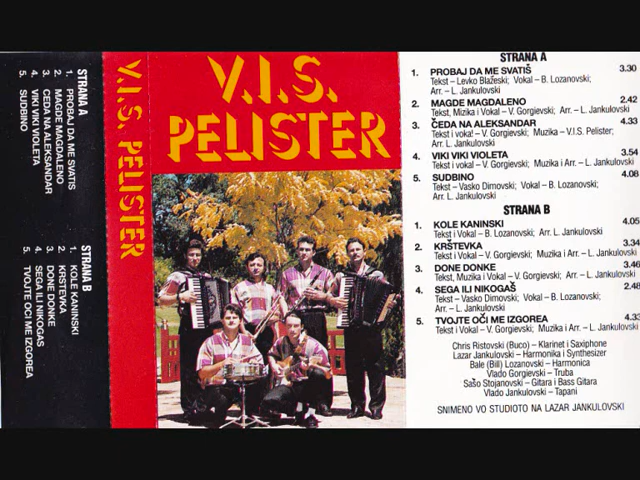 STRANA A
1. PROBAJ DA ME SVATIS
2. MAGDE MAGDALENO
3. CEDA NA ALEKSANDAR
4. VIKI VIKI VIOLETA
5. SUDBINO
STRANA B
1. KOLE KANINSKI
2. KRSTEVKA
3. DONE DONKE
4. SEGA ILI NIKOGAS
5. TVOJTE OCI ME IZGOREA
V.I.S. PELISTER
V.I.S.
PELISTER
STRANA A
1. PROBAJ DA ME SVATIŠ 3.30
Tekst – Levko Blažeski; Vokal – B. Lozanovski;
Arr. – L. Jankulovski
2. MAGDE MAGDALENO 2.42
Tekst, Mizika i Vokal – V. Gorgievski; Arr. – L. Jankulovski
3. ČEDA NA ALEKSANDAR 4.33
Tekst i vokal – V. Gorgievski; Muzika – V.I.S. Pelister;
Arr. L. Jankulovski
4. VIKI VIKI VIOLETA 3.54
Tekst i vokal – V. Gorgievski; Muzika i Arr. – L. Jankulovski
5. SUDBINO 4.08
Tekst – Vasko Dimovski; Vokal – B. Lozanovski;
Arr. L. Jankulovski
STRANA B
1. KOLE KANINSKI 4.05
Tekst i Vokal – B. Lozanovski; Arr. – L. Jankulovski
2. KRŠTEVKA 3.34
Tekst i Vokal – V. Gorgievski; Muzika i Arr. – L. Jankulovski
3. DONE DONKE 3.46
Tekst, Muzika i Vokal – V. Gorgievski; Arr. – L. Jankulovski
4. SEGA ILI NIKOGAŠ 2.48
Tekst – Vasko Dimovski; Vokal – B. Lozanovski;
Arr. – L. Jankulovski
5. TVOJTE OČI ME IZGOREA 4.33
Tekst i Vokal – V. Gorgievski; Muzika i Arr. – L. Jankulovski
Chris Ristovski (Buco) – Klarinet i Saxiphone
Lazar Jankulovski – Harmonika i Synthesizer
Bale (Bill) Lozanovski – Harmonica
Vlado Gorgievski – Truba
Sašo Stojanovski – Gitara i Bass Gitara
Vlado Jankulovski – Tapani
SNIMENO VO STUDIOTO NA LAZAR JANKULOVSKI